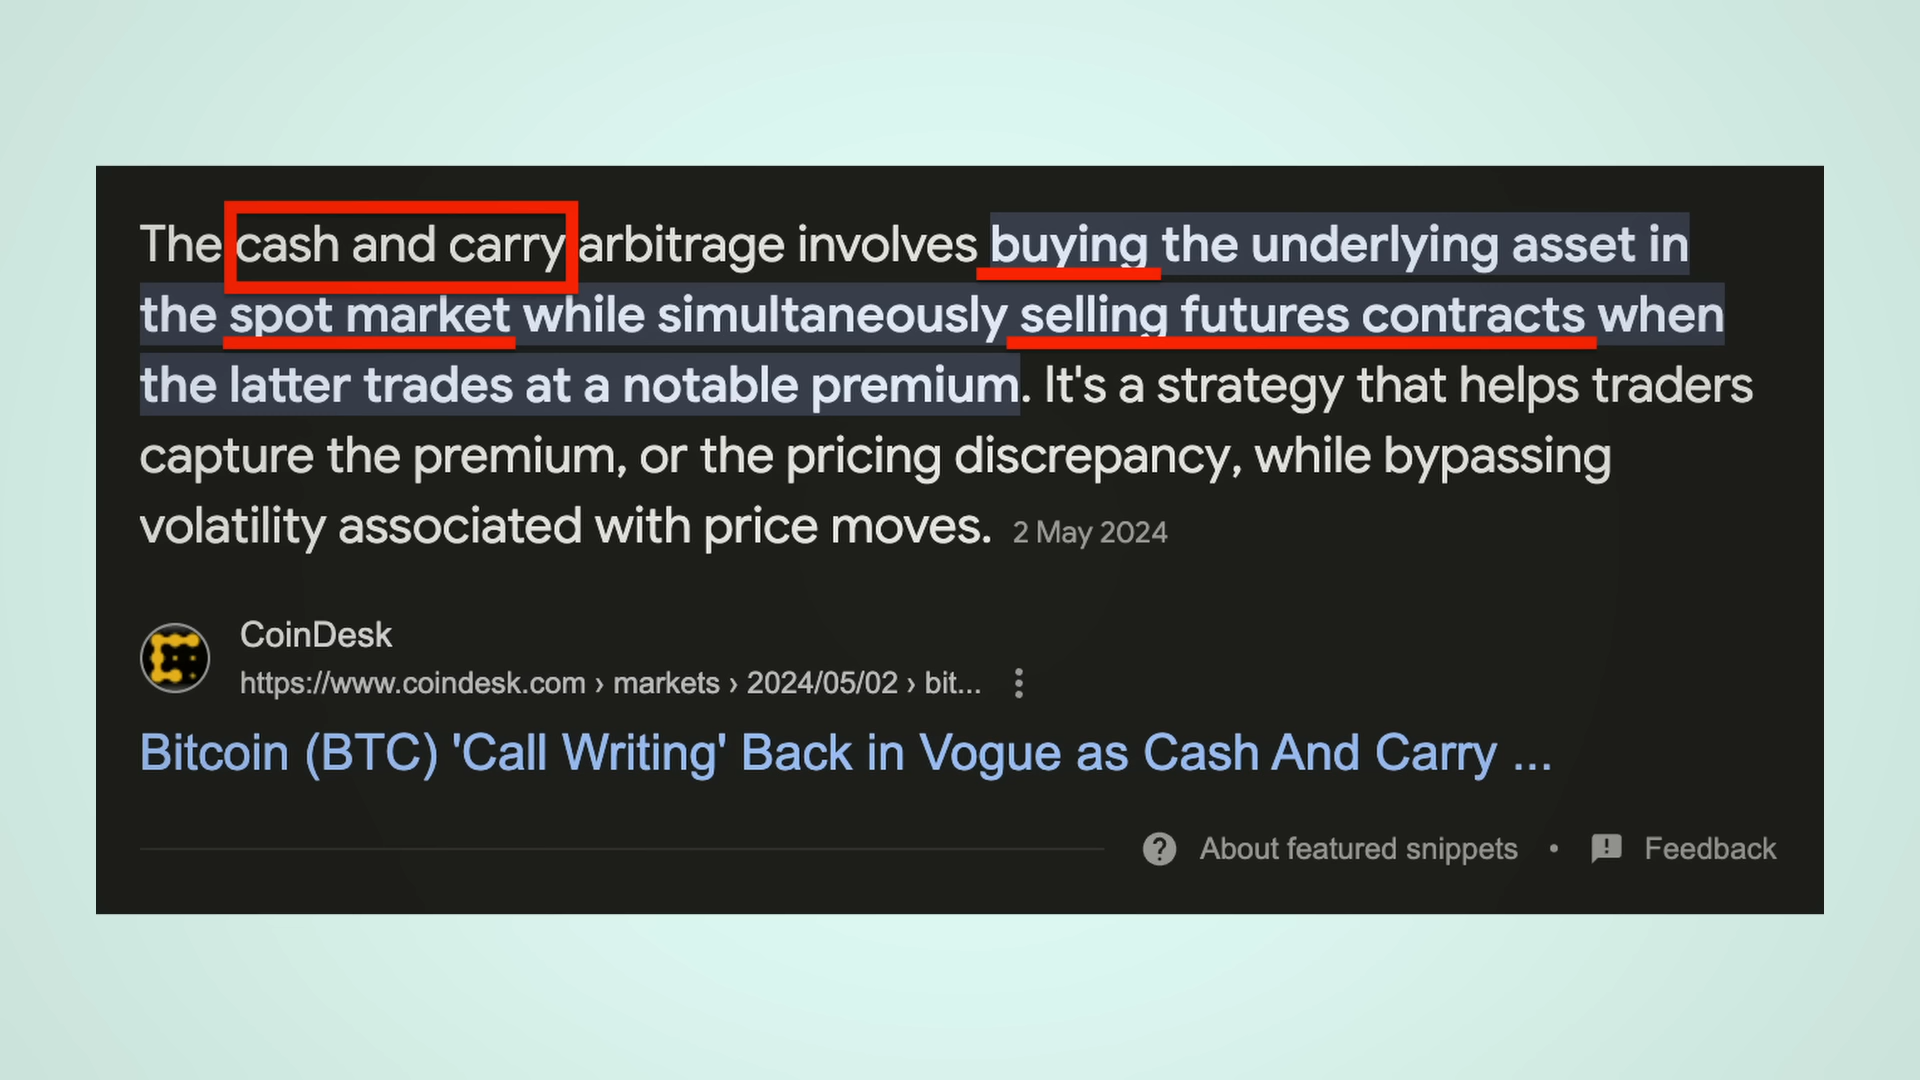 The cash and carry arbitrage involves buying the underlying asset in
the spot market while simultaneously selling futures contracts when
the latter trades at a notable premium. It's a strategy that helps traders
capture the premium, or the pricing discrepancy, while bypassing
volatility associated with price moves. 2 May 2024
CoinDesk
https://www.coindesk.com › markets › 2024/05/02 › bit...
Bitcoin (BTC) 'Call Writing' Back in Vogue as Cash And Carry ...
About featured snippets • Feedback